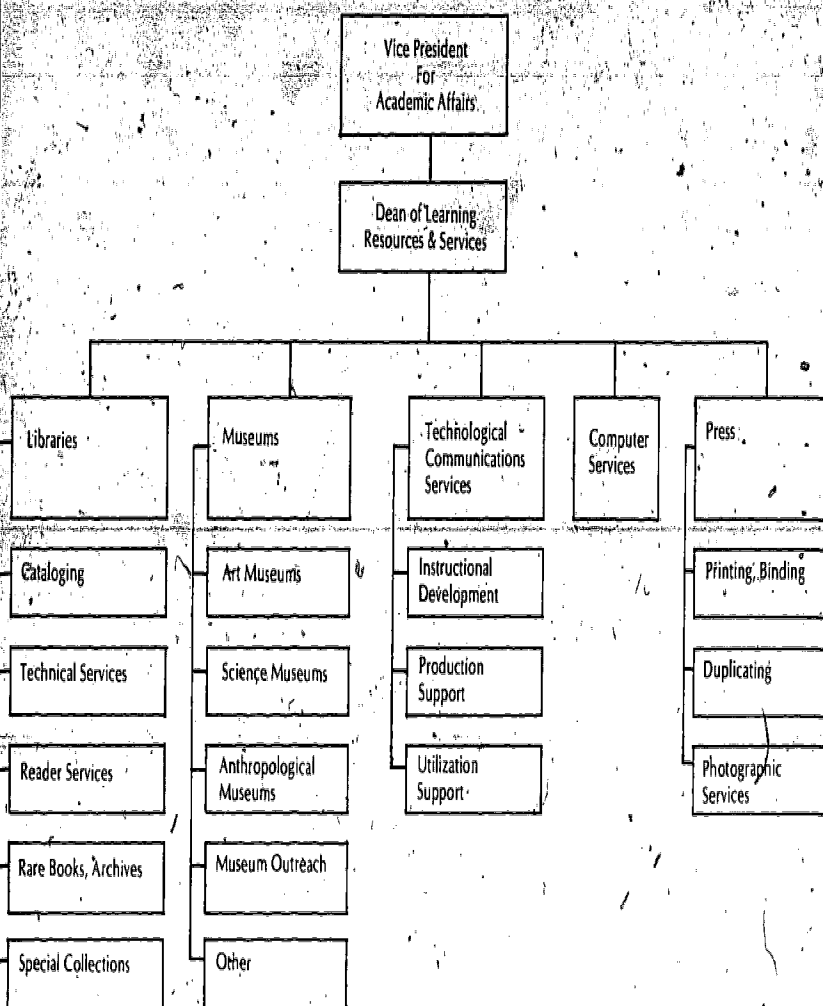 Vice President
For
Academic Affairs
Dean of Learning
Resources & Services
Libraries
Cataloging
Technical Services
Reader Services
Rare Books, Archives
Special Collections
Museums
Art Museums
Science Museums
Anthropological
Museums
Museum Outreach
Other
Technological
Communications
Services
Instructional
Development
Production
Support
Utilization
Support
Computer
Services
Press
Printing, Binding
Duplicating
Photographic
Services